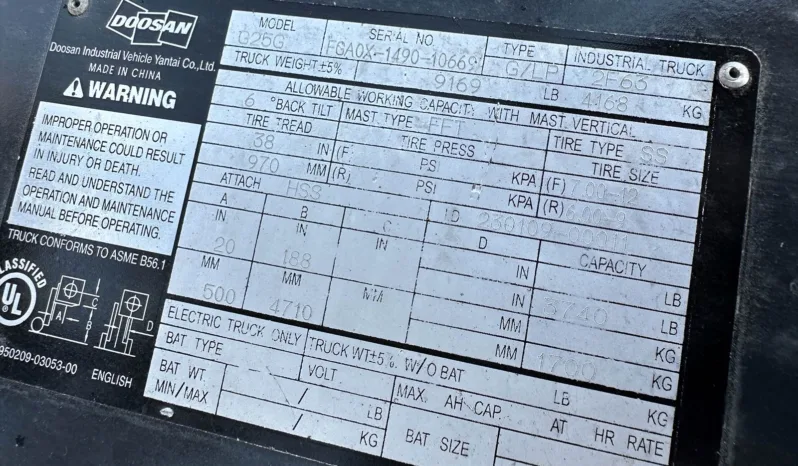 DOOSAN
Doosan Industrial Vehicle Yantai Co.,Ltd.
MADE IN CHINA
WARNING
IMPROPER OPERATION OR
MAINTENANCE COULD RESULT
IN INJURY OR DEATH.
READ AND UNDERSTAND THE
OPERATION AND MAINTENANCE
MANUAL BEFORE OPERATING.
TRUCK CONFORMS TO ASME B56.1
CLASSIFIED
UL
A B C D
950209-03053-00 ENGLISH
MODEL SERIAL NO TYPE INDUSTRIAL TRUCK
G25G FGA0X-1490-10669 G/LP
TRUCK WEIGHT±5% 9169 LB 4168 KG
ALLOWABLE WORKING CAPACITY WITH MAST VERTICAL
6 °BACK TILT MAST TYPE FFT TIRE TYPE SS
TIRE TREAD TIRE PRESS TIRE SIZE
38 IN (F) PSI KPA (F) 7.00-12
970 MM (R) PSI KPA (R) 6.00-9
ATTACH HSS ID
A B C D CAPACITY
IN IN IN IN LB
20 188 3740
MM MM MM MM KG
500 4710 MM 1700 KG
ELECTRIC TRUCK ONLY TRUCK WT±5% W/O BAT LB KG
BAT TYPE VOLT MAX AH CAP. AT HR RATE
BAT WT. / LB
MIN/MAX / KG BAT SIZE